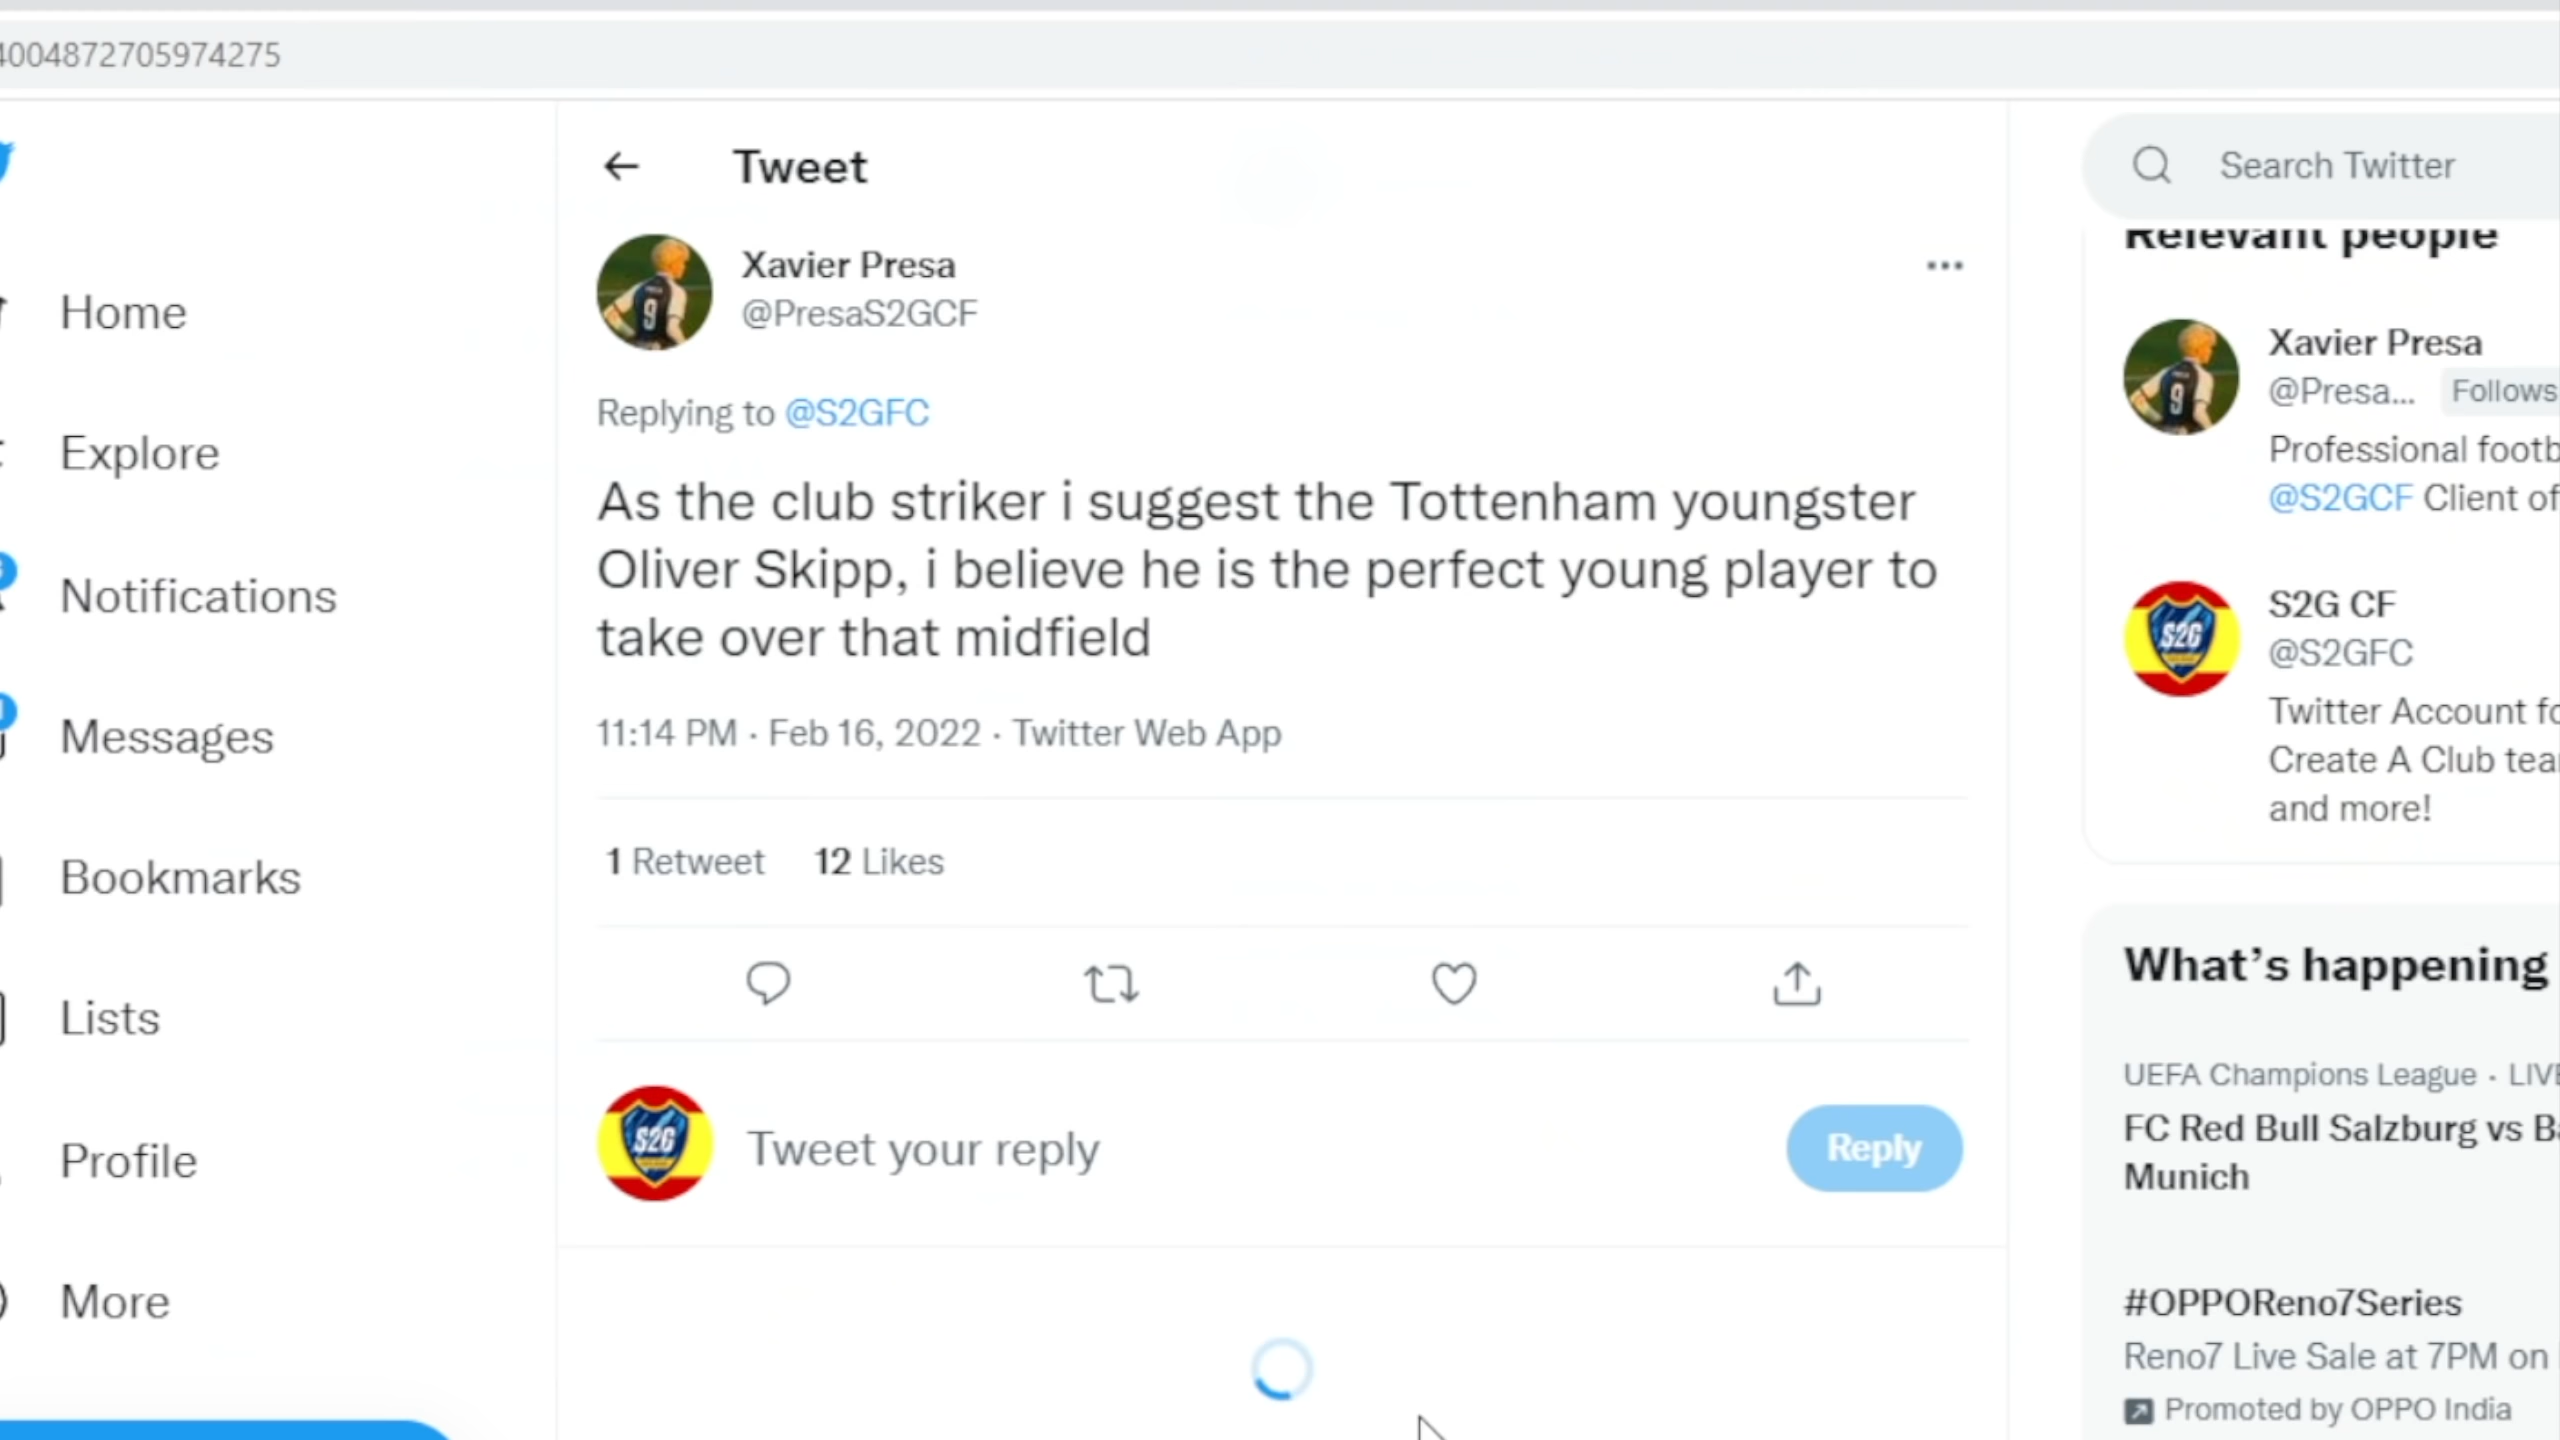 4004872705974275
Home
Explore
Notifications
Messages
Bookmarks
Lists
Profile
More
Tweet
Xavier Presa
@PresaS2GCF
Replying to @S2GFC
As the club striker i suggest the Tottenham youngster
Oliver Skipp, i believe he is the perfect young player to
take over that midfield
11:14 PM · Feb 16, 2022 · Twitter Web App
1 Retweet 12 Likes
Tweet your reply
Reply
Search Twitter
Relevant people
Xavier Presa
@Presa... Follows
Professional footb
@S2GCF Client of
S2G CF
@S2GFC
Twitter Account fo
Create A Club tea
and more!
What's happening
UEFA Champions League · LIVE
FC Red Bull Salzburg vs Ba
Munich
#OPPOReno7Series
Reno7 Live Sale at 7PM on
Promoted by OPPO India